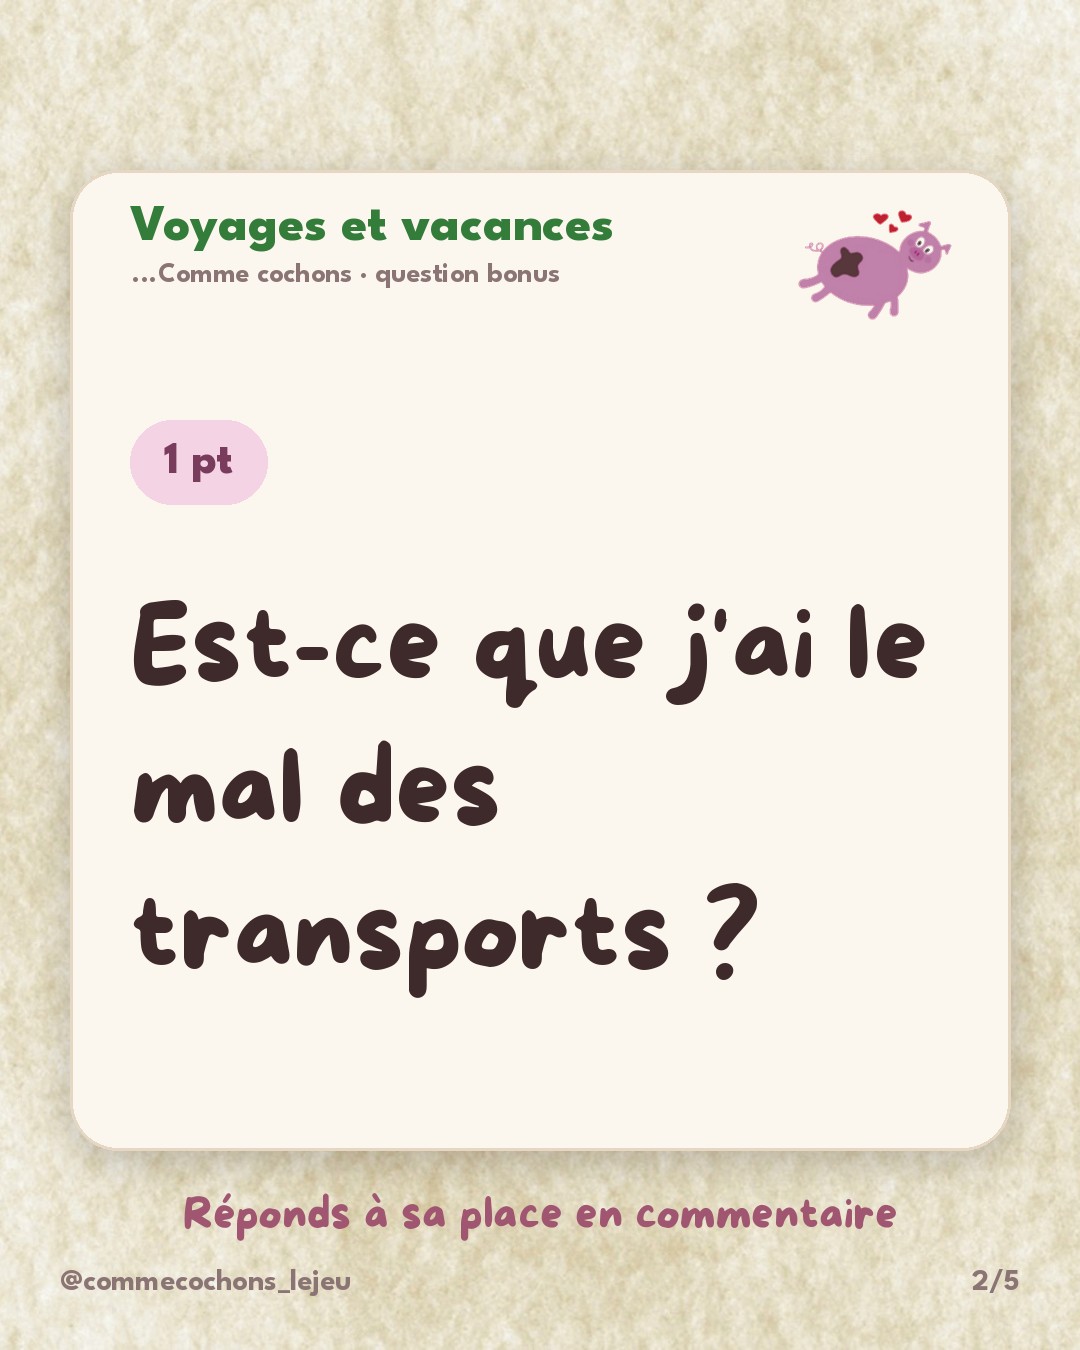 Voyages et vacances
...Comme cochons · question bonus
1 pt
Est-ce que j'ai le
mal des
transports ?
Réponds à sa place en commentaire
@commecochons_lejeu
2/5